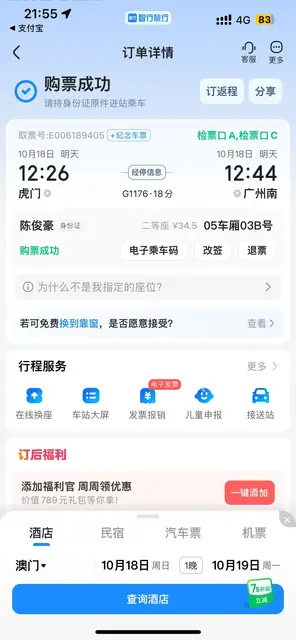 21:55
4G 83
支付宝
智行旅行
订单详情
客服
更多
购票成功
请持身份证原件进站乘车
订返程
分享
取票号:E006189405
+纪念车票
检票口A,检票口C
10月18日 明天
10月18日 明天
12:26
经停信息
12:44
虎门
G1176·18分
广州南
陈俊豪
身份证
二等座 ¥34.5
05车厢03B号
购票成功
电子乘车码
改签
退票
为什么不是我指定的座位?
若可免费换到靠窗,是否愿意接受?
查看
行程服务
更多
电子发票
在线换座
车站大屏
发票报销
儿童申报
接送站
订后福利
添加福利官 周周领优惠
价值789元礼包等你拿!
一键添加
酒店
民宿
汽车票
机票
澳门
10月18日 周日
1晚
10月19日 周一
7.5折起
立减
查询酒店